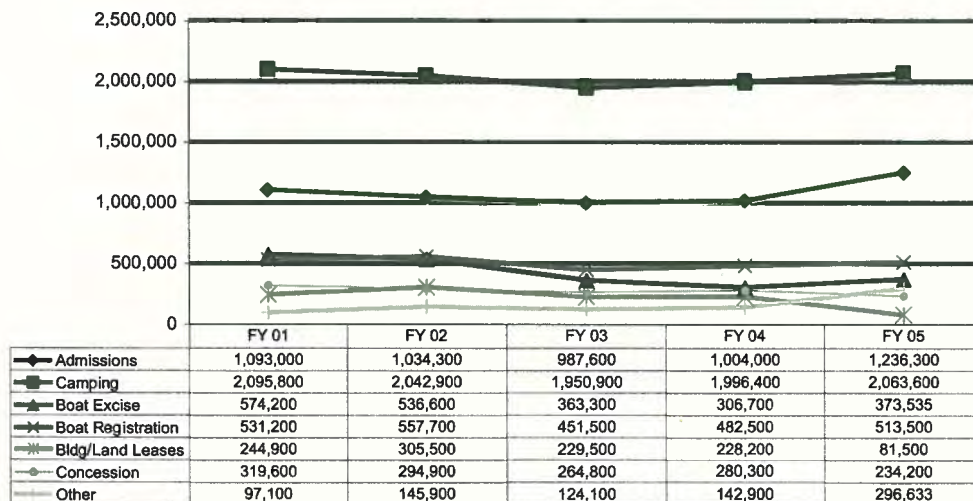 2,500,000
2,000,000
1,500,000
1,000,000
500,000
0
FY 01 FY 02 FY 03 FY 04 FY 05
Admissions 1,093,000 1,034,300 987,600 1,004,000 1,236,300
Camping 2,095,800 2,042,900 1,950,900 1,996,400 2,063,600
Boat Excise 574,200 536,600 363,300 306,700 373,535
Boat Registration 531,200 557,700 451,500 482,500 513,500
Bldg/Land Leases 244,900 305,500 229,500 228,200 81,500
Concession 319,600 294,900 264,800 280,300 234,200
Other 97,100 145,900 124,100 142,900 296,633